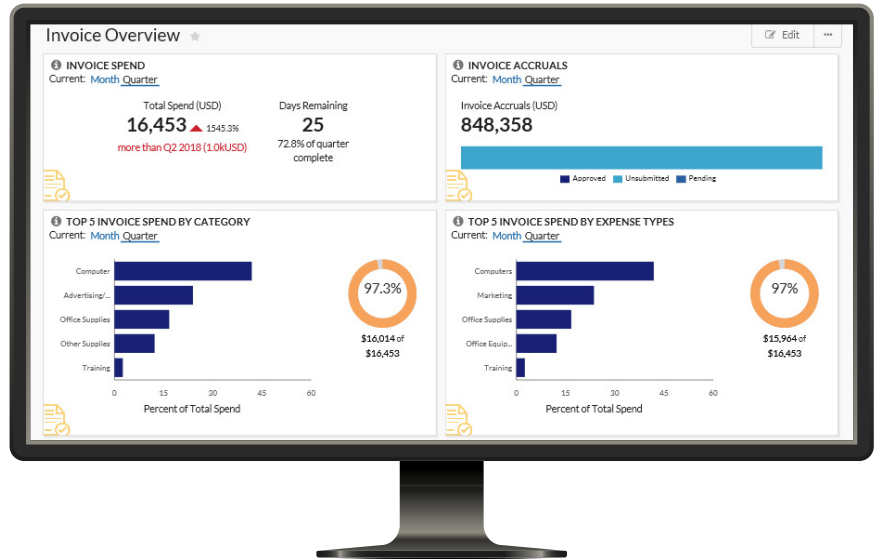 Invoice Overview
Edit
INVOICE SPEND
Current: Month Quarter
Total Spend (USD)
16,453 1545.3%
more than Q2 2018 (1.0kUSD)
Days Remaining
25
72.8% of quarter
complete
INVOICE ACCRUALS
Current: Month Quarter
Invoice Accruals (USD)
848,358
Approved Unsubmitted Pending
TOP 5 INVOICE SPEND BY CATEGORY
Current: Month Quarter
Computer
Advertising/...
Office Supplies
Other Supplies
Training
0 15 30 45 60
Percent of Total Spend
97.3%
$16,014 of
$16,453
TOP 5 INVOICE SPEND BY EXPENSE TYPES
Current: Month Quarter
Computers
Marketing
Office Supplies
Office Equip...
Training
0 15 30 45 60
Percent of Total Spend
97%
$15,964 of
$16,453